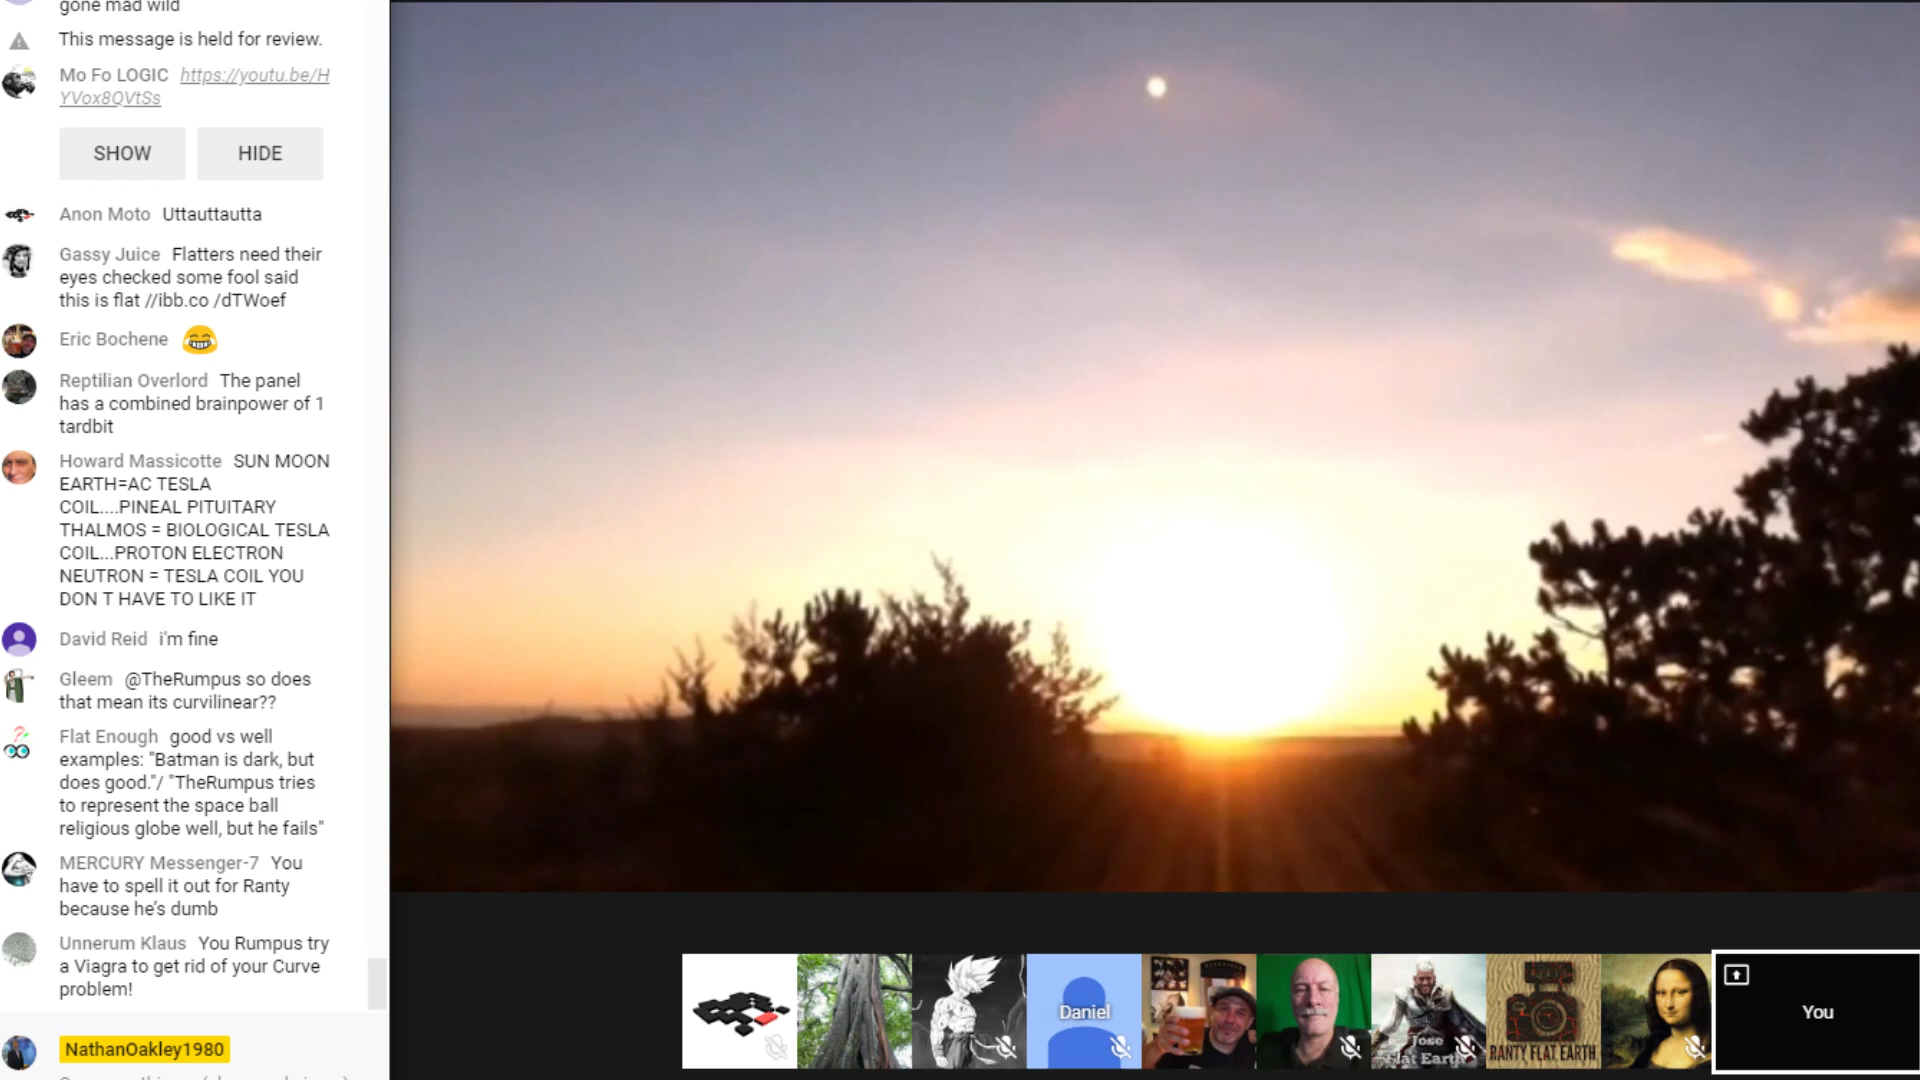 gone mad wild
This message is held for review.
Mo Fo LOGIC https://youtu.be/H
YVox8QVtSs
SHOW HIDE
Anon Moto Uttauttautta
Gassy Juice Flatters need their
eyes checked some fool said
this is flat //ibb.co /dTWoef
Eric Bochene
Reptilian Overlord The panel
has a combined brainpower of 1
tardbit
Howard Massicotte SUN MOON
EARTH=AC TESLA
COIL....PINEAL PITUITARY
THALMOS = BIOLOGICAL TESLA
COIL...PROTON ELECTRON
NEUTRON = TESLA COIL YOU
DON T HAVE TO LIKE IT
David Reid i'm fine
Gleem @TheRumpus so does
that mean its curvilinear??
Flat Enough good vs well
examples: "Batman is dark, but
does good."/ "TheRumpus tries
to represent the space ball
religious globe well, but he fails"
MERCURY Messenger-7 You
have to spell it out for Ranty
because he's dumb
Unnerum Klaus You Rumpus try
a Viagra to get rid of your Curve
problem!
NathanOakley1980
Daniel
Jose
Flat Earth
RANTY FLAT EARTH
You